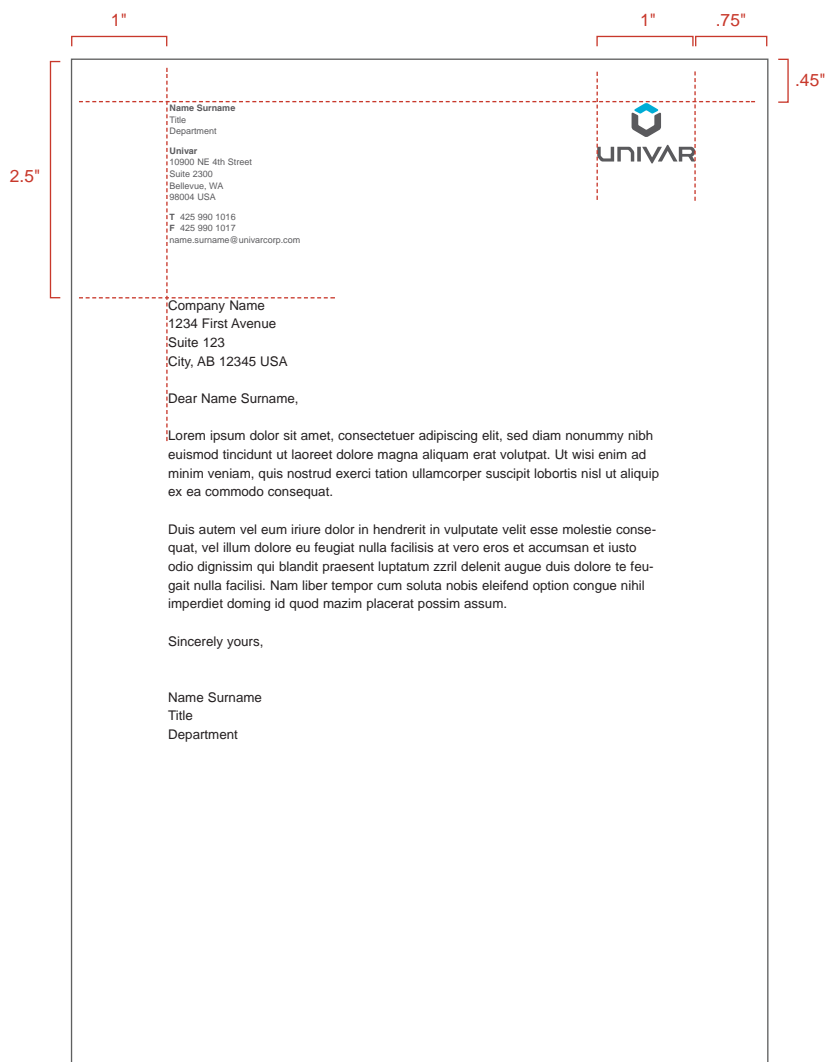 1"
1"
.75"
.45"
2.5"
Name Surname
Title
Department
Univar
10900 NE 4th Street
Suite 2300
Bellevue, WA
98004 USA
T 425 990 1016
F 425 990 1017
name.surname@univarcorp.com
UNIVAR
Company Name
1234 First Avenue
Suite 123
City, AB 12345 USA
Dear Name Surname,
Lorem ipsum dolor sit amet, consectetuer adipiscing elit, sed diam nonummy nibh
euismod tincidunt ut laoreet dolore magna aliquam erat volutpat. Ut wisi enim ad
minim veniam, quis nostrud exerci tation ullamcorper suscipit lobortis nisl ut aliquip
ex ea commodo consequat.
Duis autem vel eum iriure dolor in hendrerit in vulputate velit esse molestie conse-
quat, vel illum dolore eu feugiat nulla facilisis at vero eros et accumsan et iusto
odio dignissim qui blandit praesent luptatum zzril delenit augue duis dolore te feu-
gait nulla facilisi. Nam liber tempor cum soluta nobis eleifend option congue nihil
imperdiet doming id quod mazim placerat possim assum.
Sincerely yours,
Name Surname
Title
Department